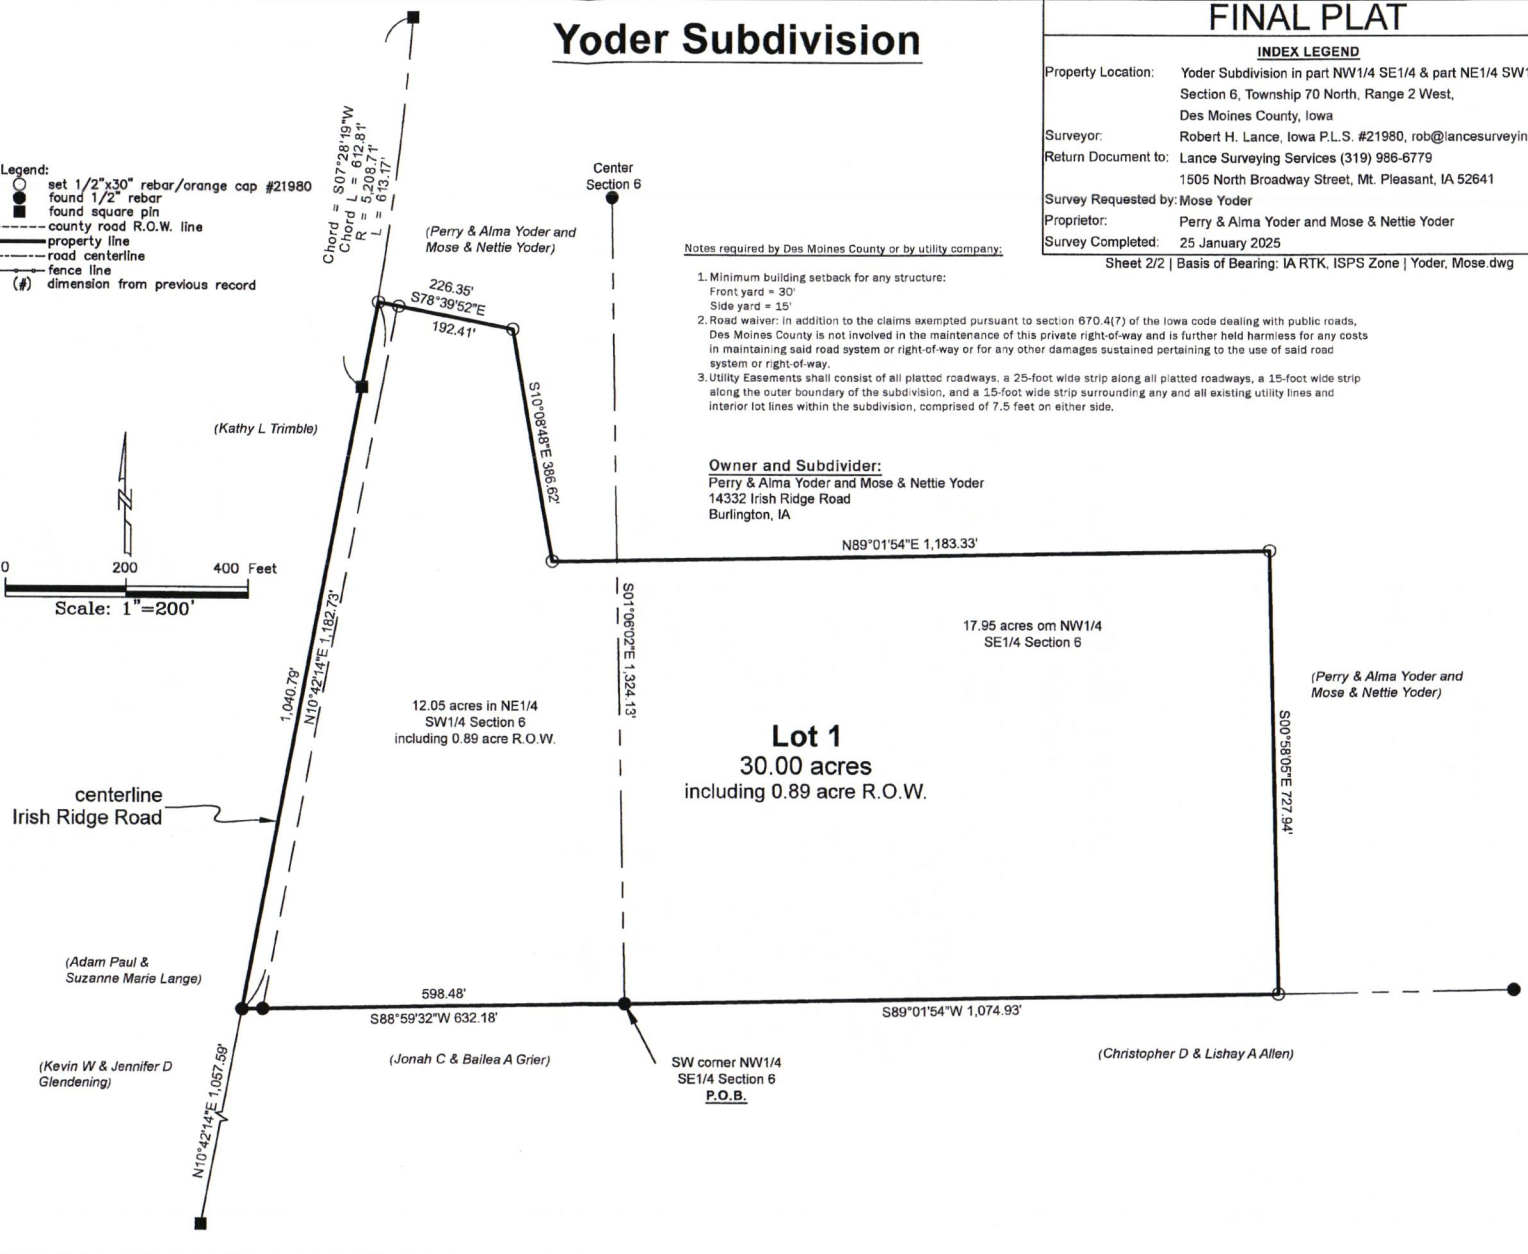 Yoder Subdivision
FINAL PLAT
INDEX LEGEND
Property Location: Yoder Subdivision in part NW1/4 SE1/4 & part NE1/4 SW1
Section 6, Township 70 North, Range 2 West,
Des Moines County, Iowa
Surveyor: Robert H. Lance, Iowa P.L.S. #21980, rob@lancesurveyin
Return Document to: Lance Surveying Services (319) 986-6779
1505 North Broadway Street, Mt. Pleasant, IA 52641
Survey Requested by: Mose Yoder
Proprietor: Perry & Alma Yoder and Mose & Nettie Yoder
Survey Completed: 25 January 2025
Sheet 2/2 | Basis of Bearing: IA RTK, ISPS Zone | Yoder, Mose.dwg
Legend:
set 1/2"x30" rebar/orange cap #21980
found 1/2" rebar
found square pin
county road R.O.W. line
property line
road centerline
fence line
(#) dimension from previous record
Chord = S07°28'19"W
Chord L = 612.81'
R = 5,208.71'
L = 613.17'
Center
Section 6
(Perry & Alma Yoder and
Mose & Nettie Yoder)
Notes required by Des Moines County or by utility company:
1. Minimum building setback for any structure:
Front yard = 30'
Side yard = 15'
2. Road waiver: in addition to the claims exempted pursuant to section 670.4(7) of the Iowa code dealing with public roads,
Des Moines County is not involved in the maintenance of this private right-of-way and is further held harmless for any costs
in maintaining said road system or right-of-way or for any other damages sustained pertaining to the use of said road
system or right-of-way.
3. Utility Easements shall consist of all platted roadways, a 25-foot wide strip along all platted roadways, a 15-foot wide strip
along the outer boundary of the subdivision, and a 15-foot wide strip surrounding any and all existing utility lines and
interior lot lines within the subdivision, comprised of 7.5 feet on either side.
226.35'
S78°39'52"E
192.41'
S10°08'48"E 386.62'
(Kathy L Trimble)
Owner and Subdivider:
Perry & Alma Yoder and Mose & Nettie Yoder
14332 Irish Ridge Road
Burlington, IA
N
0 200 400 Feet
Scale: 1"=200'
N89°01'54"E 1,183.33'
S01°06'02"E 1,324.13'
17.95 acres om NW1/4
SE1/4 Section 6
(Perry & Alma Yoder and
Mose & Nettie Yoder)
1,040.79'
N10°42'14"E 1,182.73'
12.05 acres in NE1/4
SW1/4 Section 6
including 0.89 acre R.O.W.
Lot 1
30.00 acres
including 0.89 acre R.O.W.
S00°58'05"E 727.94'
centerline
Irish Ridge Road
(Adam Paul &
Suzanne Marie Lange)
598.48'
S88°59'32"W 632.18'
S89°01'54"W 1,074.93'
(Kevin W & Jennifer D
Glendening)
(Jonah C & Bailea A Grier)
SW corner NW1/4
SE1/4 Section 6
P.O.B.
(Christopher D & Lishay A Allen)
N10°42'14"E 1,057.59'